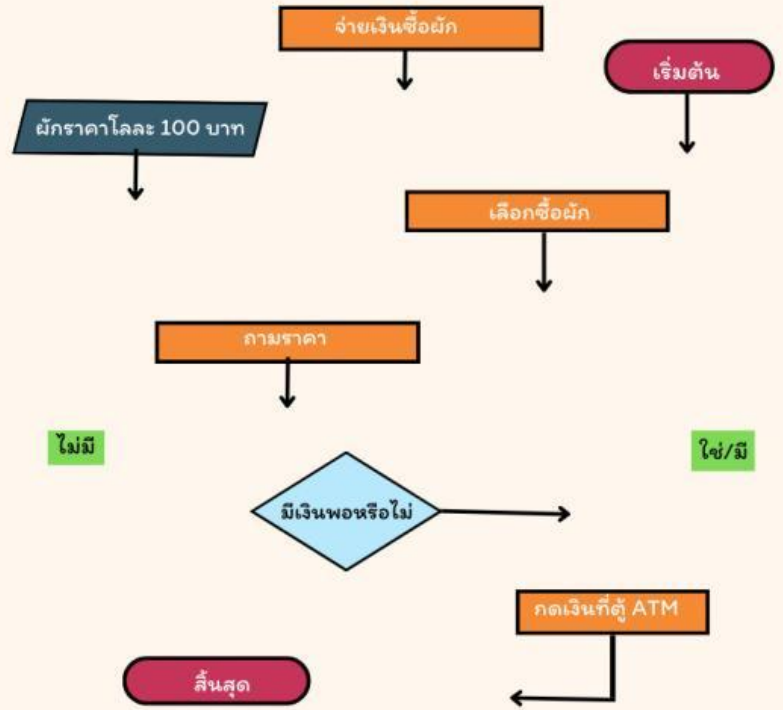 จ่ายเงินซื้อผัก
เริ่มต้น
ผักราคาโลละ 100 บาท
เลือกซื้อผัก
ถามราคา
ไม่มี
ใช่/มี
มีเงินพอหรือไม่
กดเงินที่ตู้ ATM
สิ้นสุด